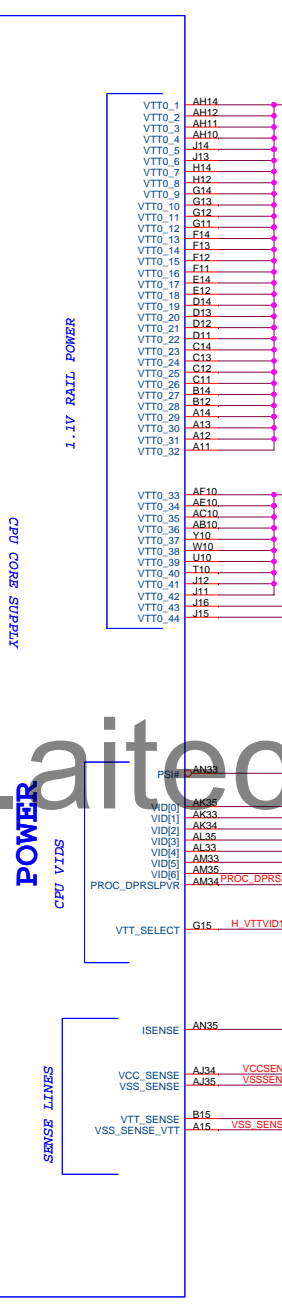 VTT0_1 AH14
VTT0_2 AH12
VTT0_3 AH11
VTT0_4 AH10
VTT0_5 J14
VTT0_6 J13
VTT0_7 H14
VTT0_8 H12
VTT0_9 G14
VTT0_10 G13
VTT0_11 G12
VTT0_12 G11
VTT0_13 F14
VTT0_14 F13
VTT0_15 F12
VTT0_16 F11
VTT0_17 E14
VTT0_18 E12
VTT0_19 D14
VTT0_20 D13
VTT0_21 D12
VTT0_22 D11
VTT0_23 C14
VTT0_24 C13
VTT0_25 C12
VTT0_26 C11
VTT0_27 B14
VTT0_28 B12
VTT0_29 A14
VTT0_30 A13
VTT0_31 A12
VTT0_32 A11
1.1V RAIL POWER
VTT0_33 AF10
VTT0_34 AE10
VTT0_35 AC10
VTT0_36 AB10
VTT0_37 Y10
VTT0_38 W10
VTT0_39 U10
VTT0_40 T10
VTT0_41 J12
VTT0_42 J11
VTT0_43 J16
VTT0_44 J15
CPU CORE SUPPLY
Laitec
POWER
CPU VIDS
PSI# AN33
VID[0] AK35
VID[1] AK33
VID[2] AK34
VID[3] AL35
VID[4] AL33
VID[5] AM33
VID[6] AM35
PROC_DPRSLPVR AM34 PROC_DPRS
VTT_SELECT G15 H_VTTVID1
SENSE LINES
ISENSE AN35
VCC_SENSE AJ34 VCCSEN
VSS_SENSE AJ35 VSSSEN
VTT_SENSE B15
VSS_SENSE_VTT A15 VSS_SENS